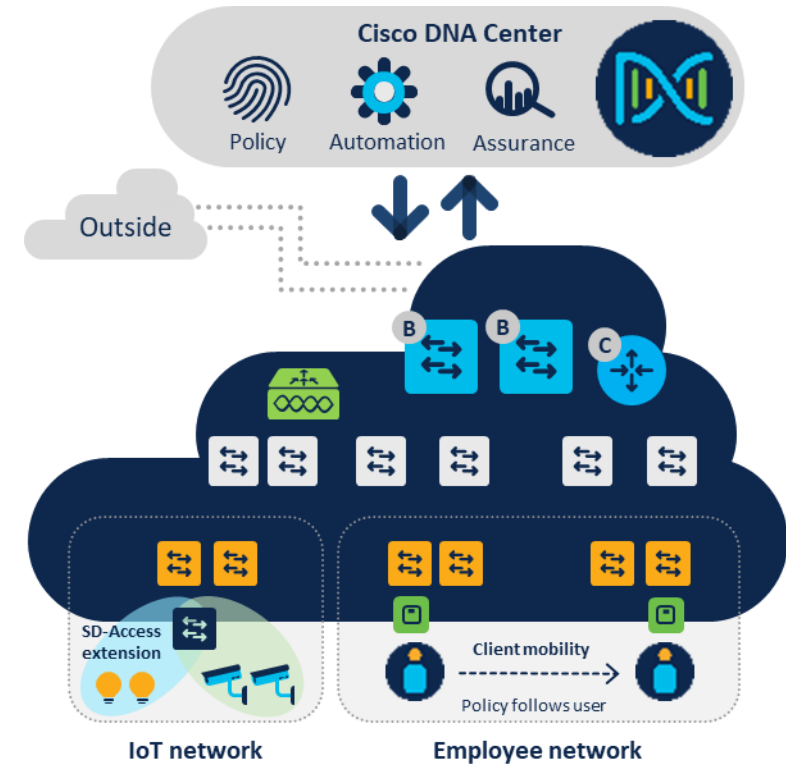 Cisco DNA Center
Policy
Automation
Assurance
Outside
B
B
C
SD-Access
extension
Client mobility
Policy follows user
IoT network
Employee network